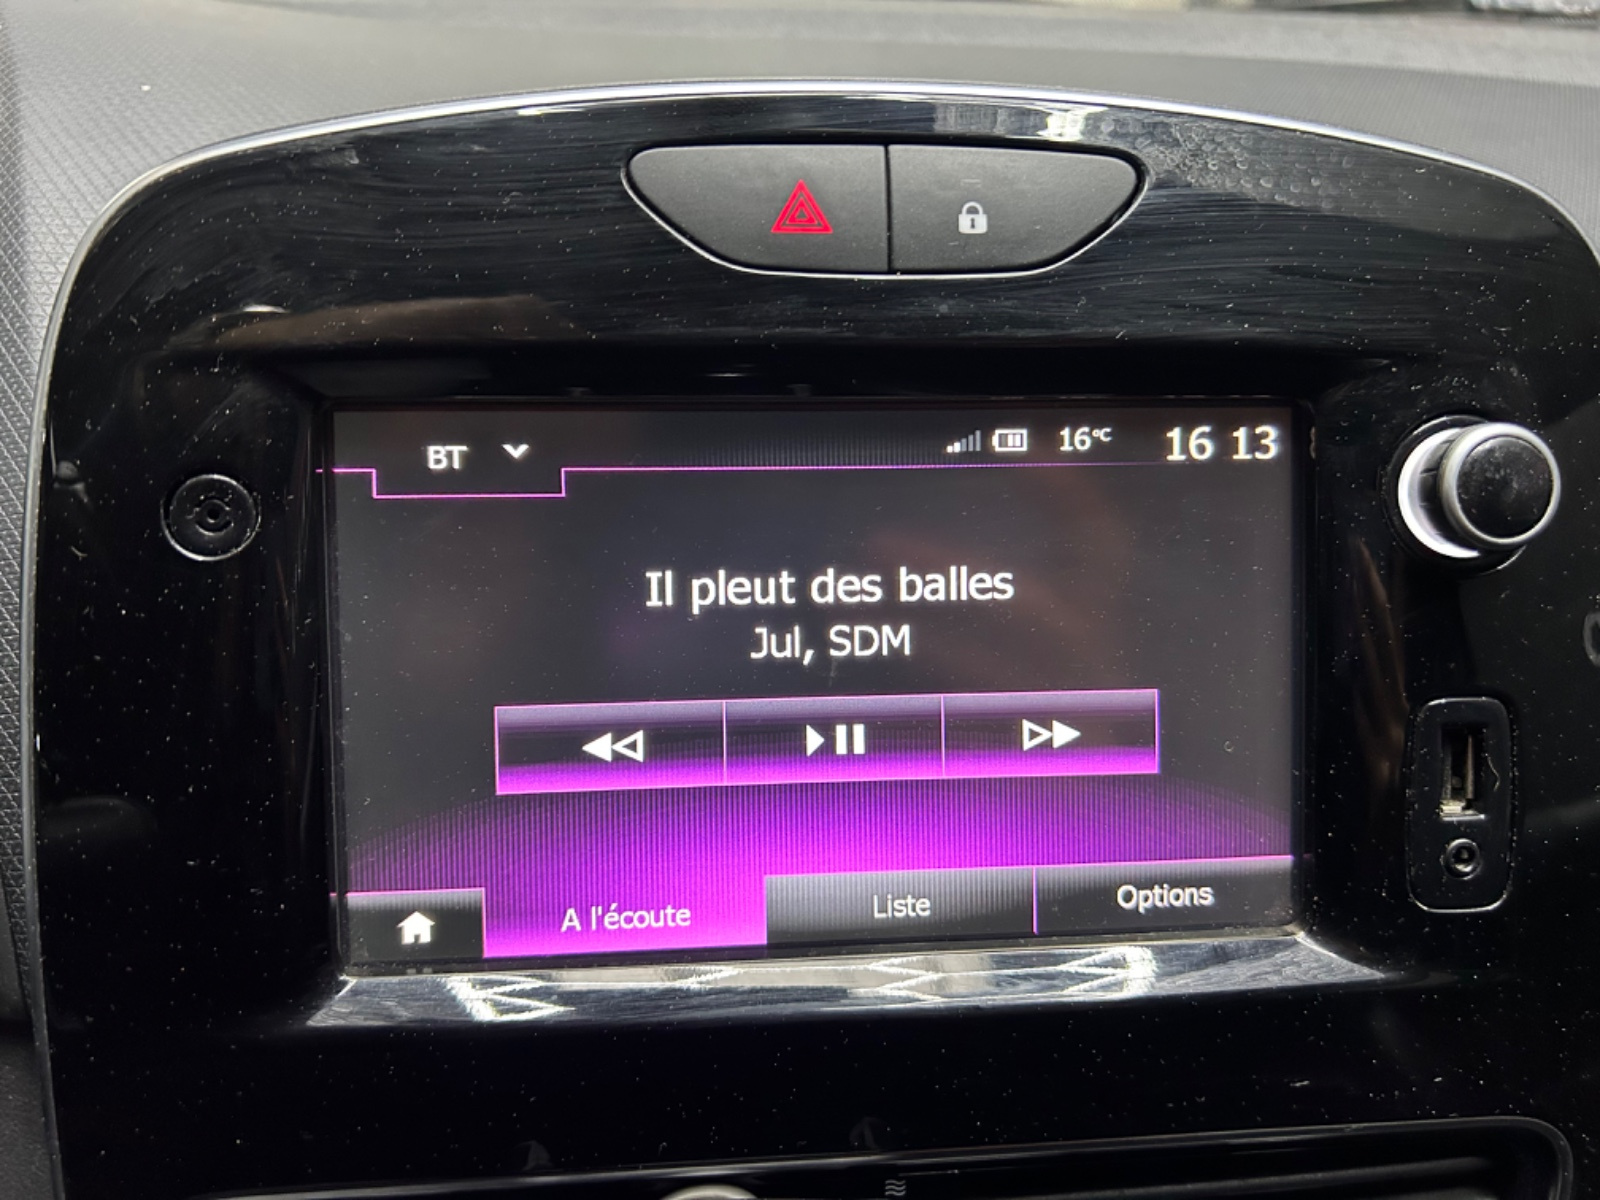 BT 16°C 16 13
Il pleut des balles
Jul, SDM
A l'écoute Liste Options